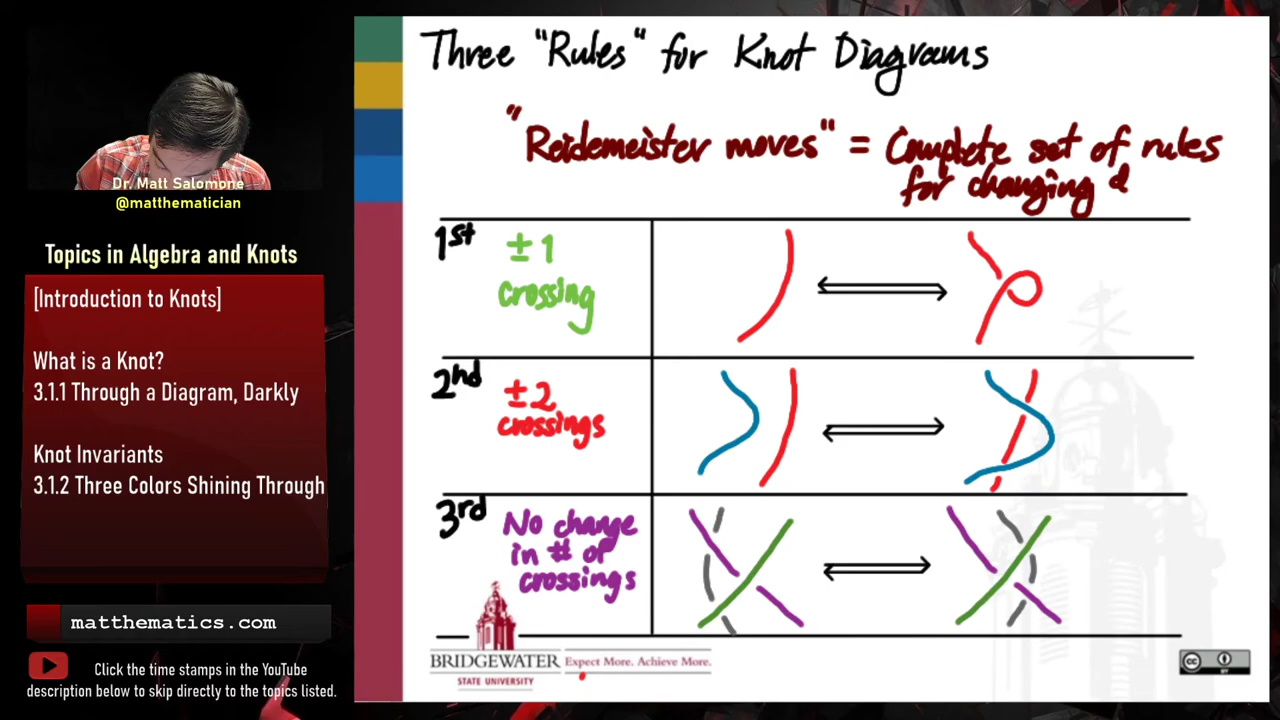 Three "Rules" for Knot Diagrams
"Reidemeister moves" = Complete set of rules
for changing d
1st
±1
crossing
2nd
±2
crossings
3rd
No change
in # of
crossings
Dr. Matt Salomone
@matthematician
Topics in Algebra and Knots
[Introduction to Knots]
What is a Knot?
3.1.1 Through a Diagram, Darkly
Knot Invariants
3.1.2 Three Colors Shining Through
matthematics.com
Click the time stamps in the YouTube
description below to skip directly to the topics listed.
BRIDGEWATER
STATE UNIVERSITY
Expect More. Achieve More.
cc
BY